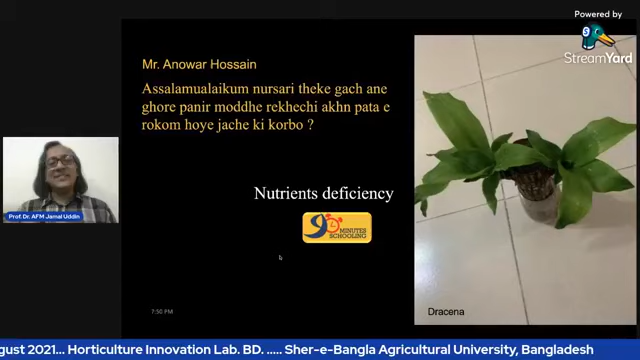 Powered by
StreamYard
Mr. Anowar Hossain
Assalamualaikum nursari theke gach ane
ghore panir moddhe rekhechi akhn pata e
rokom hoye jache ki korbo ?
Nutrients deficiency
90 MINUTES
SCHOOLING
Prof. Dr. AFM Jamal Uddin
7:50 PM
Dracena
gust 2021... Horticulture Innovation Lab. BD. ..... Sher-e-Bangla Agricultural University, Bangladesh